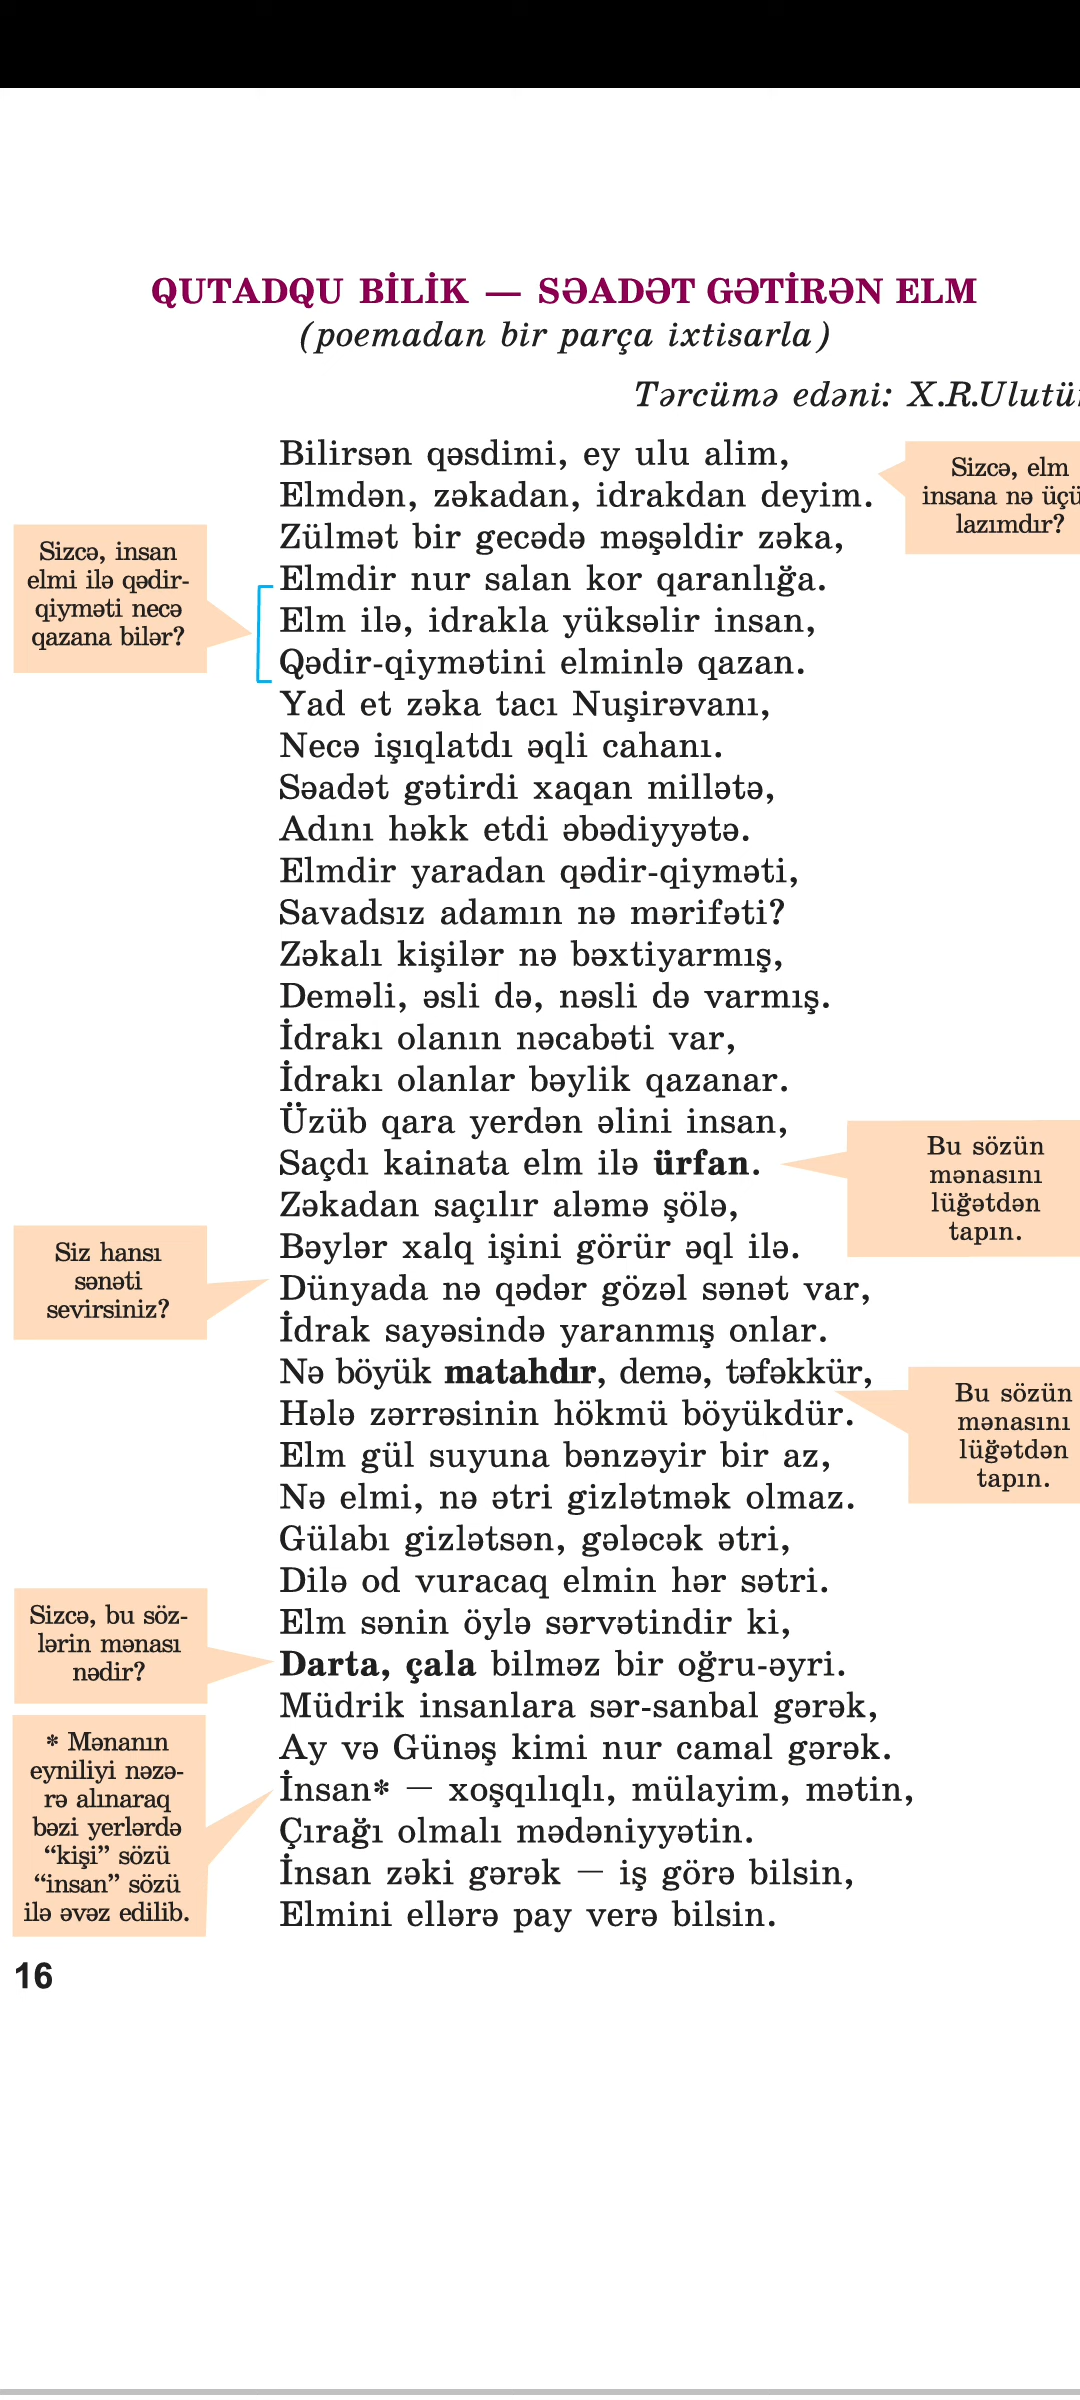 QUTADQU BİLİK — SƏADƏT GƏTİRƏN ELM
(poemadan bir parça ixtisarla)
Tərcümə edəni: X.R.
Bilirsən qəsdimi, ey ulu alim,
Elmdən, zəkadan, idrakdan deyim.
Zülmət bir gecədə məşəldir zəka,
Elmdir nur salan kor qaranlığa.
Elm ilə, idrakla yüksəlir insan,
Qədir-qiymətini elminlə qazan.
Yad et zəka tacı Nuşirəvanı,
Necə işıqlatdı əqli cahanı.
Səadət gətirdi xaqan millətə,
Adını həkk etdi əbədiyyətə.
Elmdir yaradan qədir-qiyməti,
Savadsız adamın nə mərifəti?
Zəkalı kişilər nə bəxtiyarmış,
Deməli, əsli də, nəsli də varmış.
İdrakı olanın nəcabəti var,
İdrakı olanlar bəylik qazanar.
Üzüb qara yerdən əlini insan,
Saçdı kainata elm ilə ürfan.
Zəkadan saçılır aləmə şölə,
Bəylər xalq işini görür əql ilə.
Dünyada nə qədər gözəl sənət var,
İdrak sayəsində yaranmış onlar.
Nə böyük matahdır, demə, təfəkkür,
Hələ zərrəsinin hökmü böyükdür.
Elm gül suyuna bənzəyir bir az,
Nə elmi, nə ətri gizlətmək olmaz.
Gülabı gizlətsən, gələcək ətri,
Dilə od vuracaq elmin hər sətri.
Elm sənin öylə sərvətindir ki,
Darta, çala bilməz bir oğru-əyri.
Müdrik insanlara sər-sanbal gərək,
Ay və Günəş kimi nur camal gərək.
İnsan* — xoşqılıqlı, mülayim, mətin,
Çırağı olmalı mədəniyyətin.
İnsan zəki gərək — iş görə bilsin,
Elmini ellərə pay verə bilsin.
Sizcə, elm
insana nə
lazımdır?
Sizcə, insan
elmi ilə qədir-
qiyməti necə
qazana bilər?
Bu sözün
mənasını
lüğətdən
tapın.
Siz hansı
sənəti
sevirsiniz?
Bu sözün
mənasını
lüğətdən
tapın.
Sizcə, bu söz-
lərin mənası
nədir?
* Mənanın
eyniliyi nəzə-
rə alınaraq
bəzi yerlərdə
“kişi” sözü
“insan” sözü
ilə əvəz edilib.
16